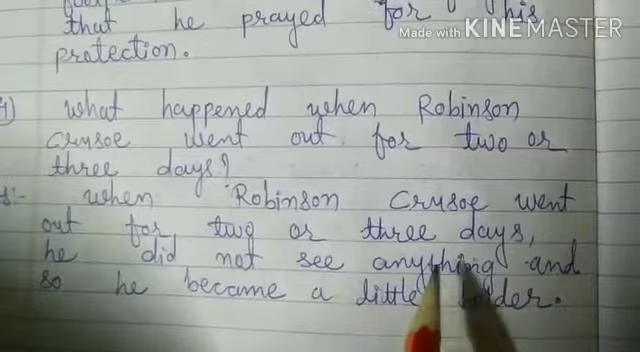 that he prayed for his
protection.
Made with KINEMASTER
what happened when Robinson
crusoe went out for two or
three days?
when Robinson crusoe went
out for two or three days,
he did not see anything and
so he became a little bolder.